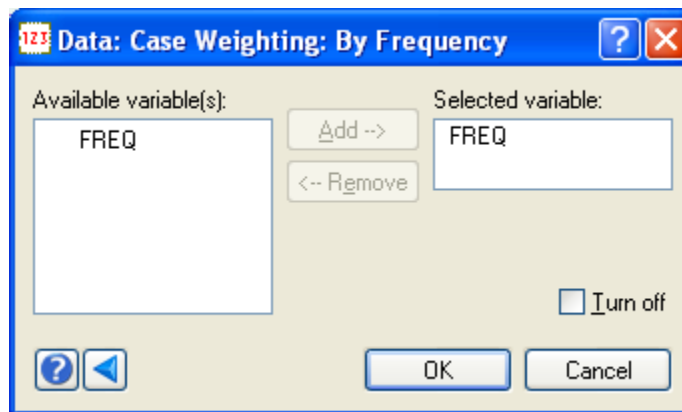 123 Data: Case Weighting: By Frequency ?
Available variable(s):
FREQ
Add -->
<-- Remove
Selected variable:
FREQ
Turn off
?
OK
Cancel